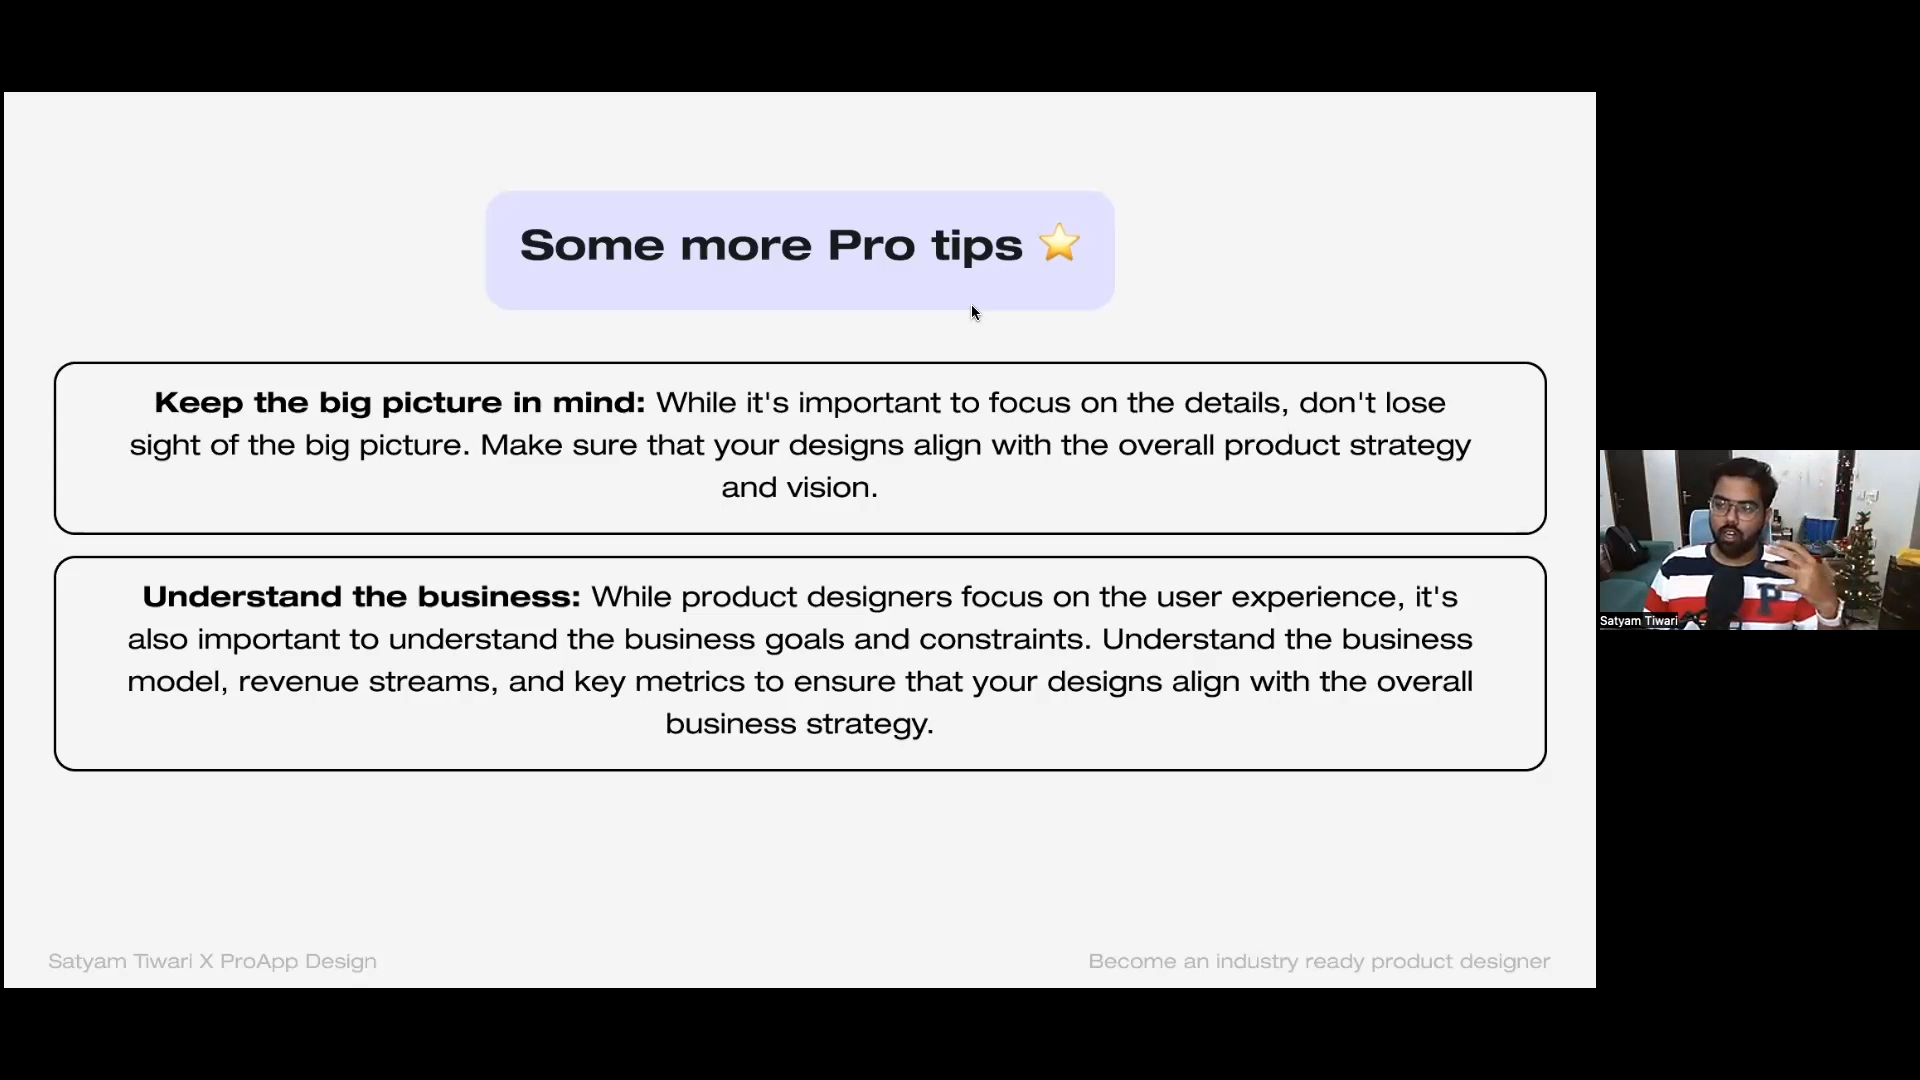 Some more Pro tips ⭐
Keep the big picture in mind: While it's important to focus on the details, don't lose
sight of the big picture. Make sure that your designs align with the overall product strategy
and vision.
Understand the business: While product designers focus on the user experience, it's
also important to understand the business goals and constraints. Understand the business
model, revenue streams, and key metrics to ensure that your designs align with the overall
business strategy.
P
Satyam Tiwari
Satyam Tiwari X ProApp Design
Become an industry ready product designer